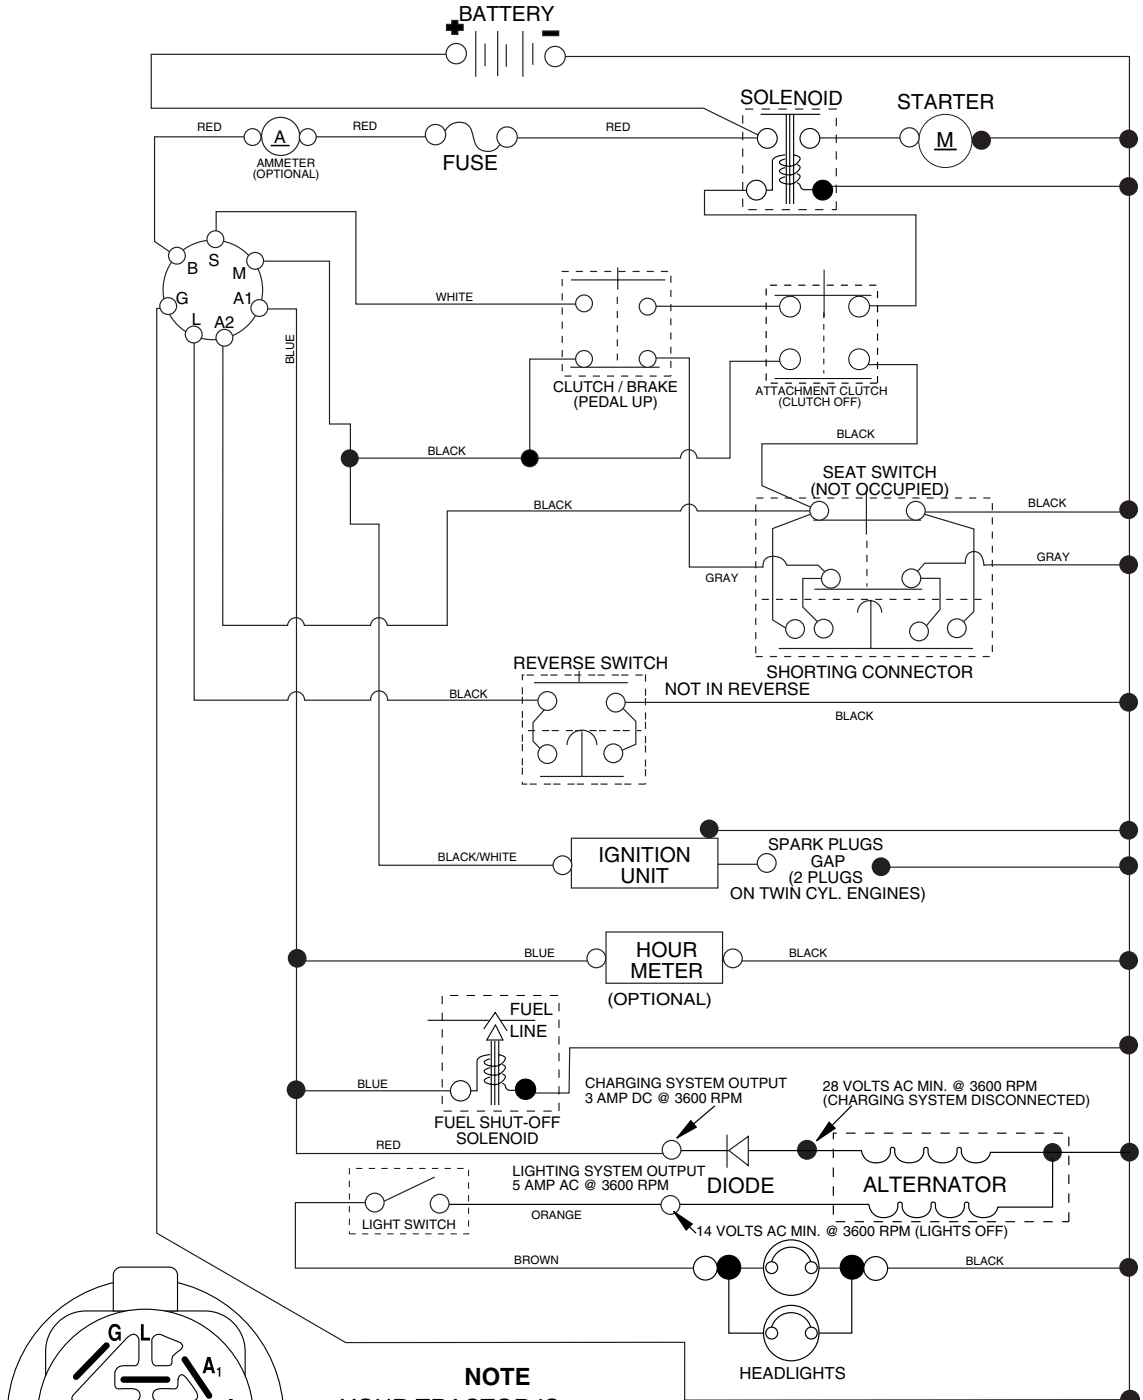 BATTERY
+ -
SOLENOID
STARTER
RED
A
RED
RED
M
AMMETER
(OPTIONAL)
FUSE
B
S
M
G
A1
L
A2
WHITE
BLUE
CLUTCH / BRAKE
(PEDAL UP)
ATTACHMENT CLUTCH
(CLUTCH OFF)
BLACK
BLACK
SEAT SWITCH
(NOT OCCUPIED)
BLACK
BLACK
GRAY
GRAY
SHORTING CONNECTOR
REVERSE SWITCH
NOT IN REVERSE
BLACK
BLACK
BLACK/WHITE
IGNITION
UNIT
SPARK PLUGS
GAP
(2 PLUGS
ON TWIN CYL. ENGINES)
BLUE
HOUR
METER
BLACK
(OPTIONAL)
FUEL
LINE
BLUE
FUEL SHUT-OFF
SOLENOID
CHARGING SYSTEM OUTPUT
3 AMP DC @ 3600 RPM
28 VOLTS AC MIN. @ 3600 RPM
(CHARGING SYSTEM DISCONNECTED)
RED
LIGHTING SYSTEM OUTPUT
5 AMP AC @ 3600 RPM
DIODE
ALTERNATOR
LIGHT SWITCH
ORANGE
14 VOLTS AC MIN. @ 3600 RPM (LIGHTS OFF)
BROWN
BLACK
HEADLIGHTS
G L
A1
NOTE